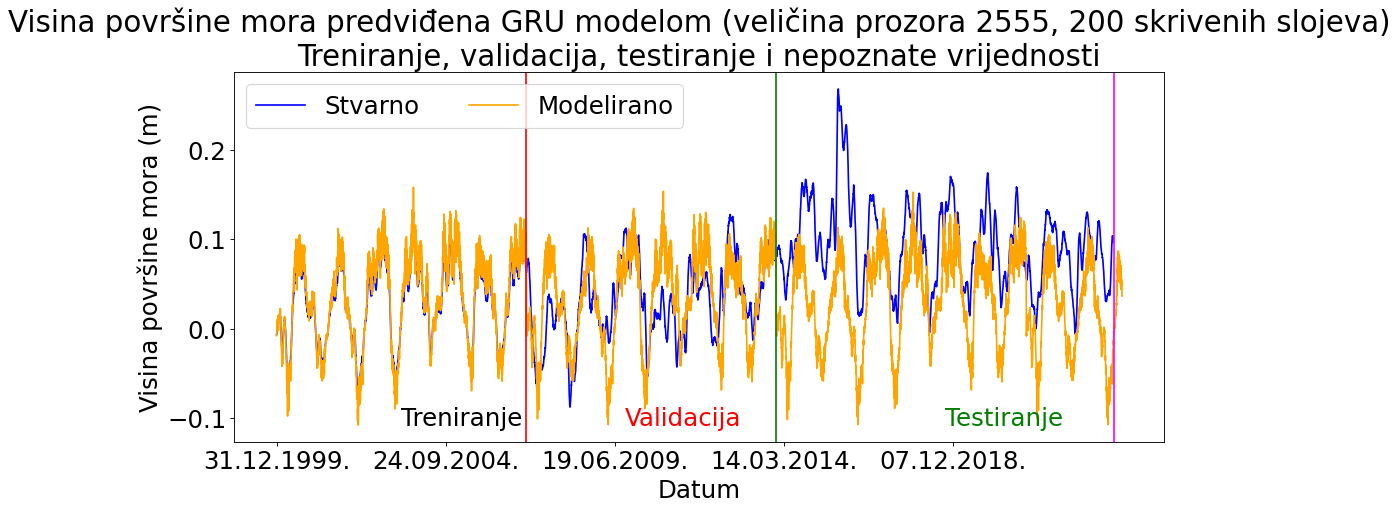 Visina površine mora predviđena GRU modelom (veličina prozora 2555, 200 skrivenih slojeva)
Treniranje, validacija, testiranje i nepoznate vrijednosti
Stvarno
Modelirano
Visina površine mora (m)
0.2
0.1
0.0
−0.1
Treniranje
Validacija
Testiranje
31.12.1999.
24.09.2004.
19.06.2009.
14.03.2014.
07.12.2018.
Datum